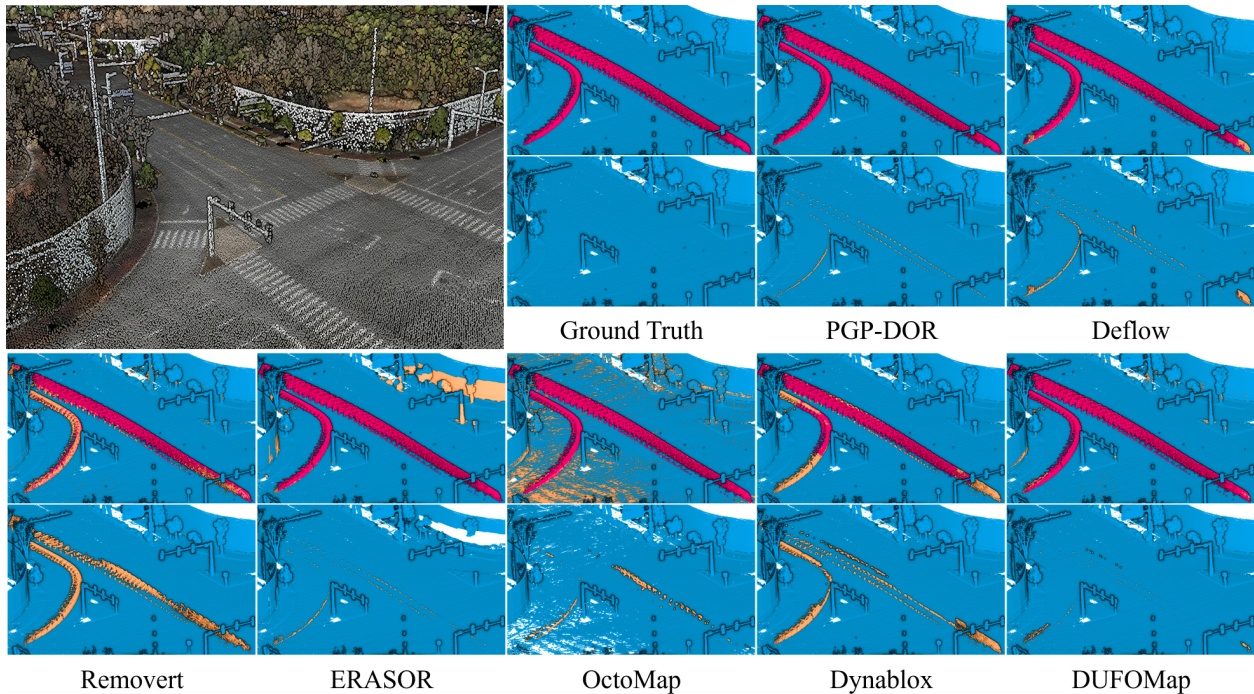 Ground Truth
PGP-DOR
Deflow
Removert
ERASOR
OctoMap
Dynablox
DUFOMap